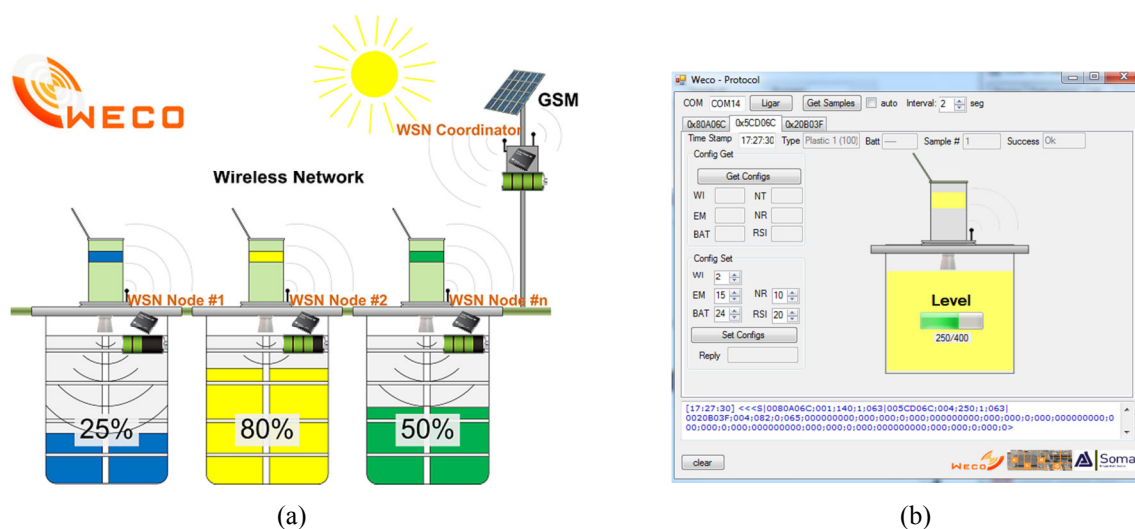 WECO
GSM
WSN Coordinator
Wireless Network
WSN Node #1
WSN Node #2
WSN Node #n
25%
80%
50%
(a)
Weco - Protocol
COM COM14 Ligar Get Samples auto Interval: 2 seg
0x80A06C 0x5CD06C 0x20B03F
Time Stamp 17:27:30 Type Plastic 1 (100) Batt ---- Sample # 1 Success Ok
Config Get
Get Configs
WI NT
EM NR
BAT RSI
Config Set
WI 2
EM 15 NR 10
BAT 24 RSI 20
Set Configs
Reply
Level
250/400
[17:27:30] <<<S|0080A06C;001;140;1;063|005CD06C;004;250;1;063|
0020B03F;004;082;0;065;000000000;000;000;0;000;000000000;000;000;0;000;000000000;0
00;000;0;000;000000000;000;000;0;000;000000000;000;000;0;000;0>
clear
WECO
Soma
(b)